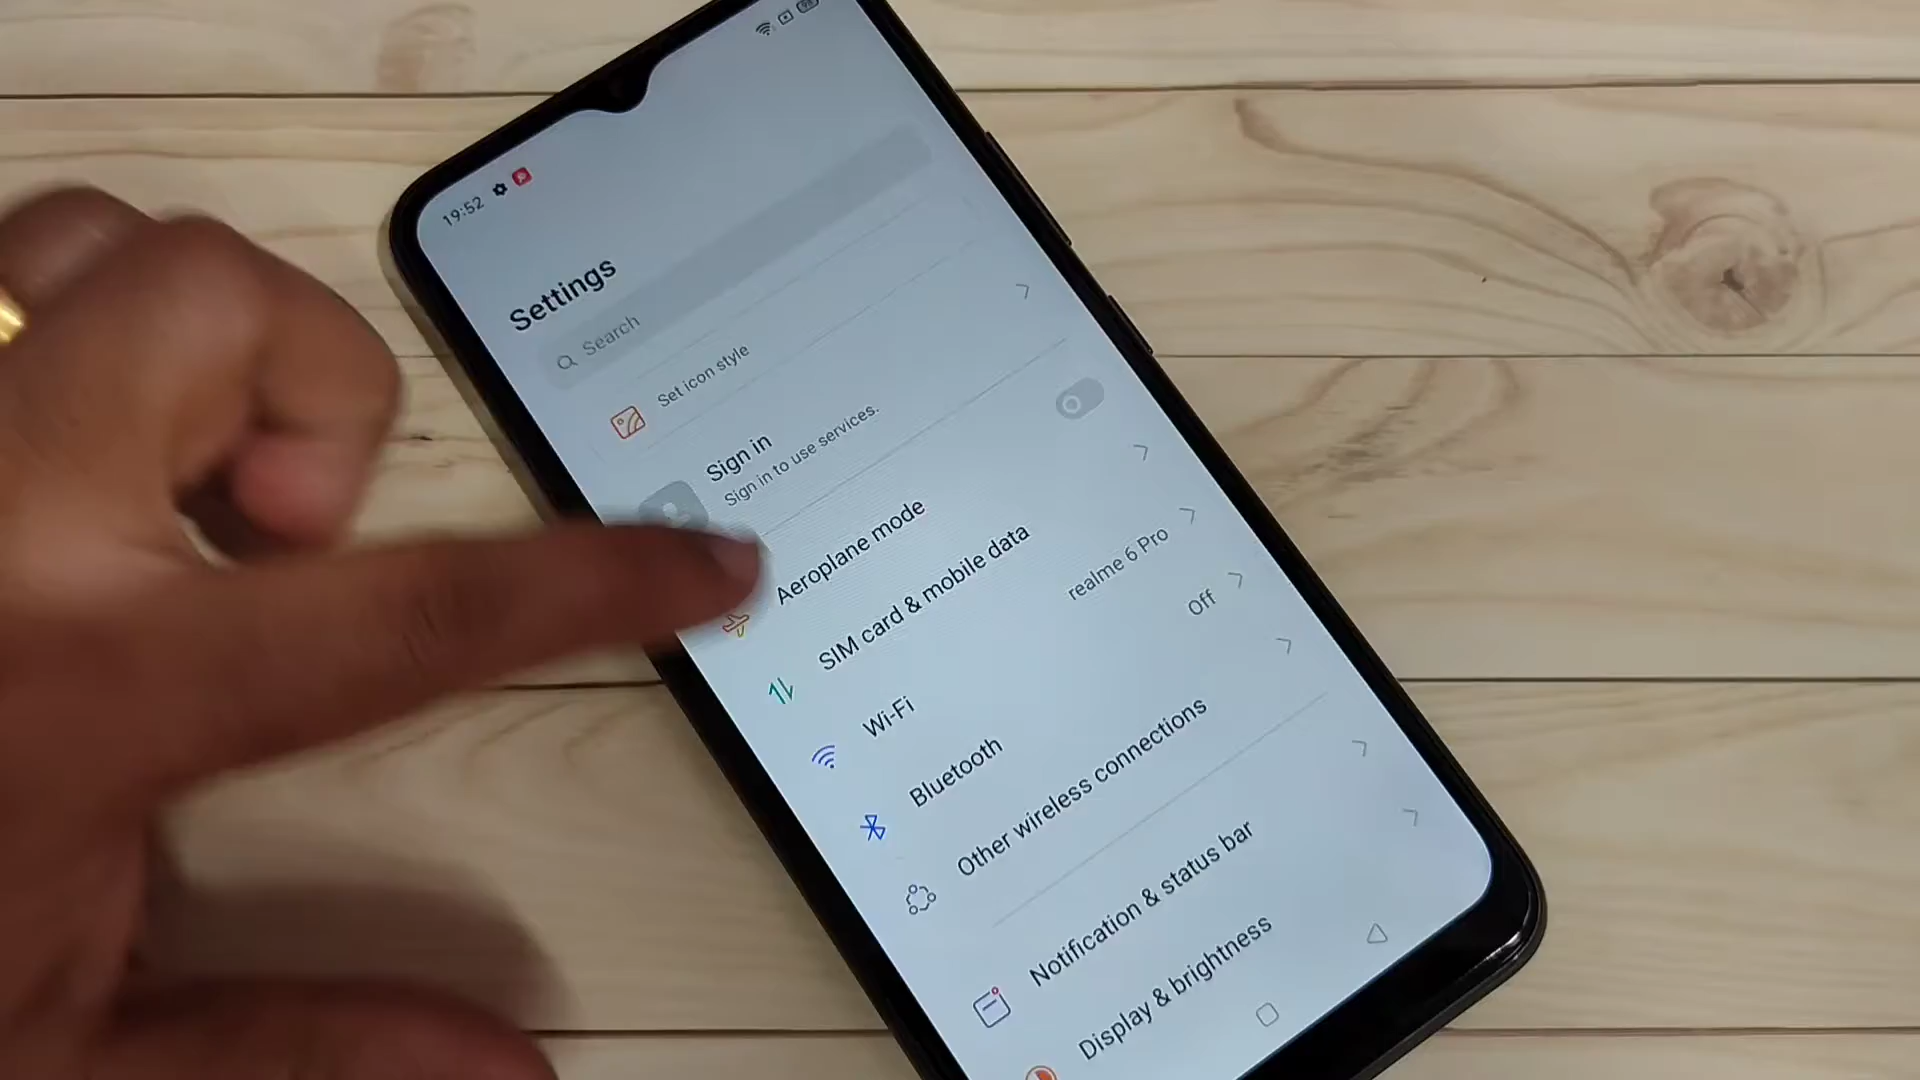 19:52
Settings
Search
Set icon style
Sign in
Sign in to use services.
Aeroplane mode
SIM card & mobile data
Wi-Fi realme 6 Pro
Bluetooth Off
Other wireless connections
Notification & status bar
Display & brightness